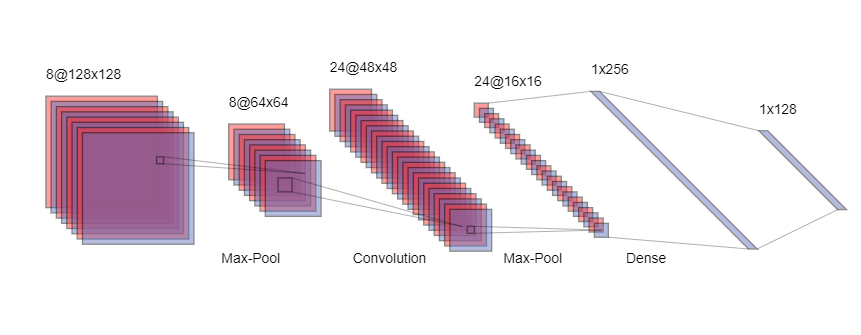 8@128x128
8@64x64
24@48x48
24@16x16
1x256
1x128
Max-Pool
Convolution
Max-Pool
Dense